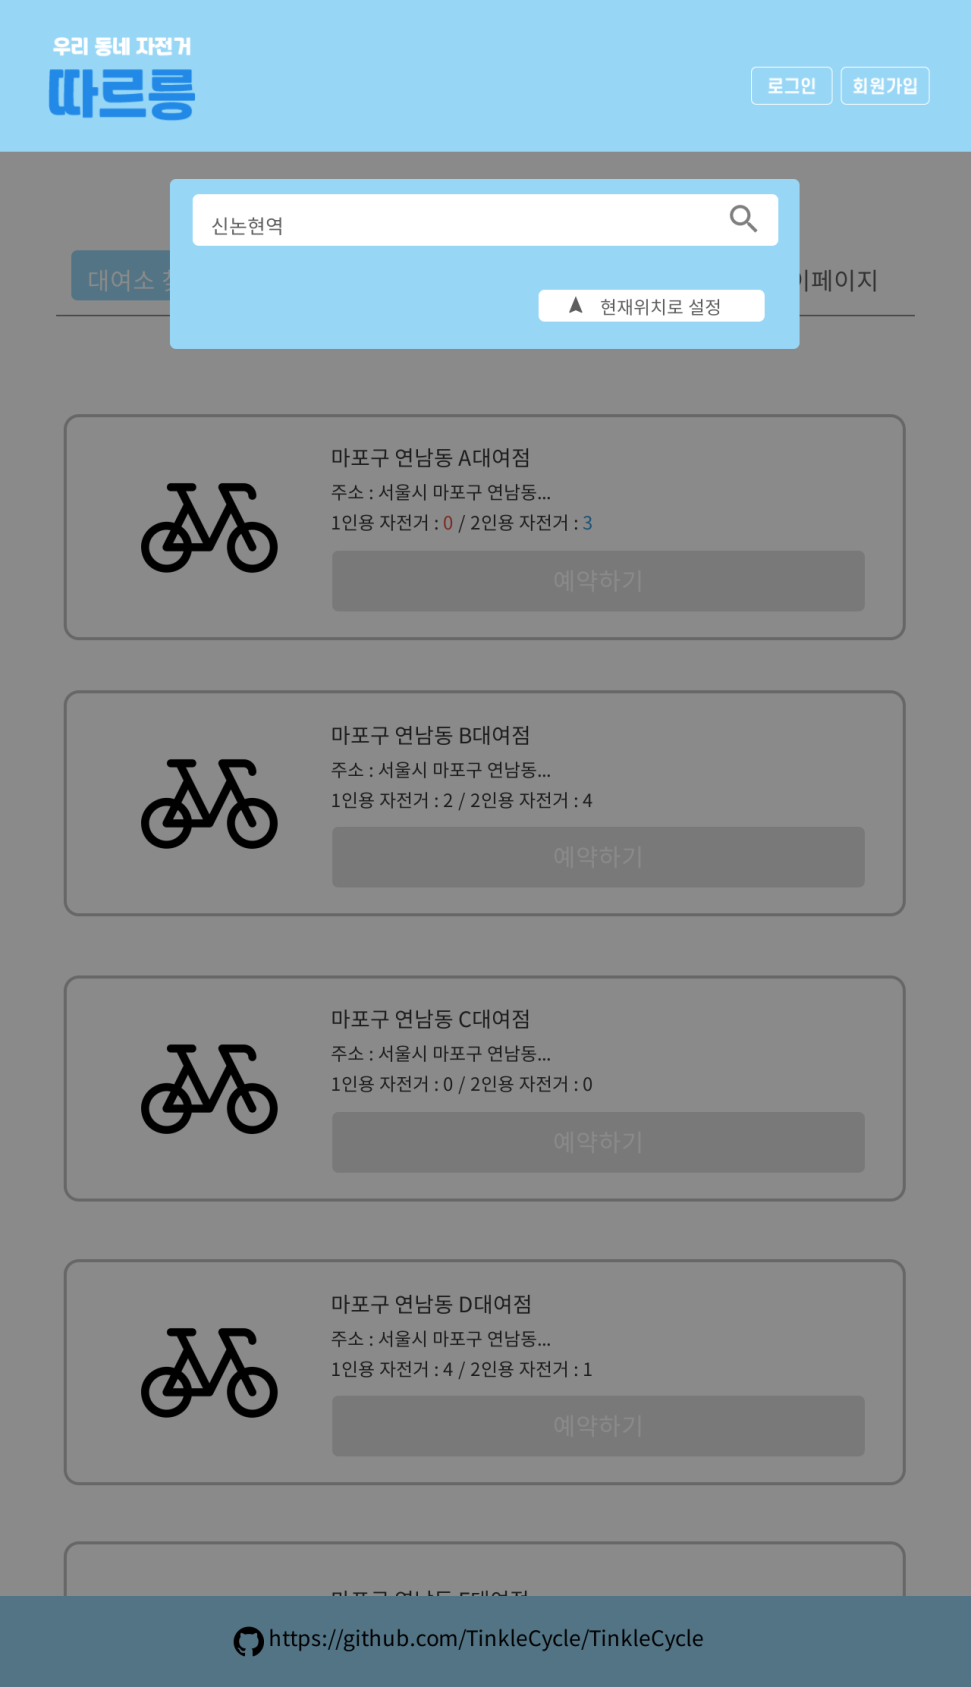 우리 동네 자전거
따르릉
로그인 회원가입
신논현역
대여소
이페이지
현재위치로 설정
마포구 연남동 A대여점
주소 : 서울시 마포구 연남동...
1인용 자전거 : 0 / 2인용 자전거 : 3
예약하기
마포구 연남동 B대여점
주소 : 서울시 마포구 연남동...
1인용 자전거 : 2 / 2인용 자전거 : 4
예약하기
마포구 연남동 C대여점
주소 : 서울시 마포구 연남동...
1인용 자전거 : 0 / 2인용 자전거 : 0
예약하기
마포구 연남동 D대여점
주소 : 서울시 마포구 연남동...
1인용 자전거 : 4 / 2인용 자전거 : 1
예약하기
https://github.com/TinkleCycle/TinkleCycle